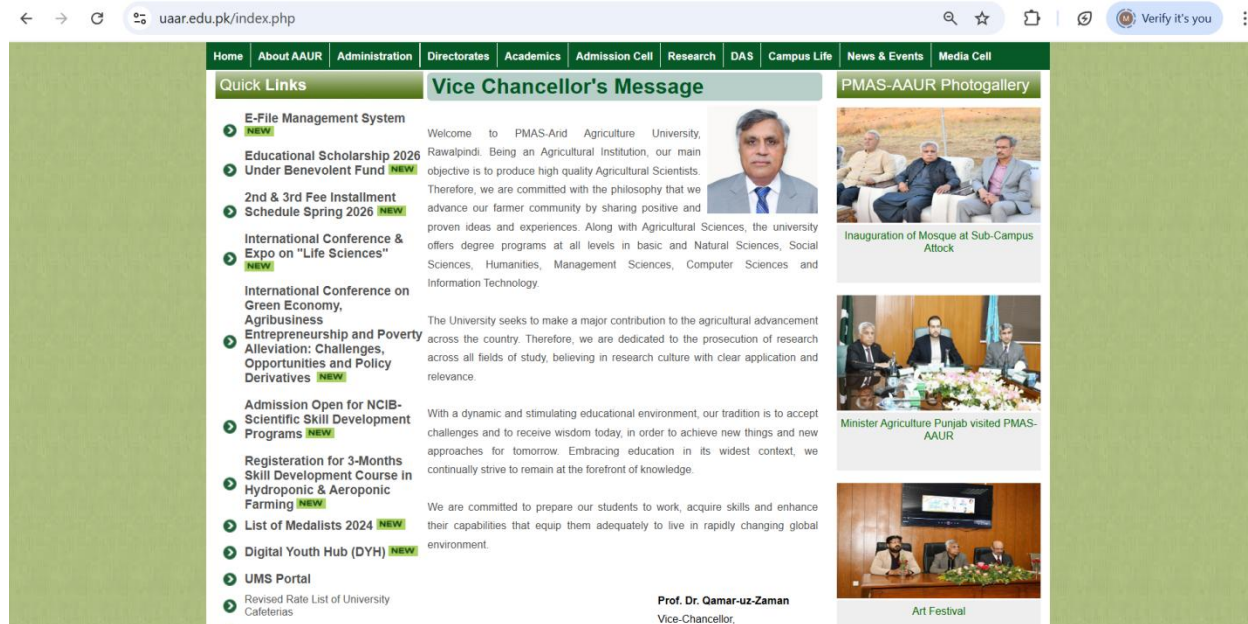 uaar.edu.pk/index.php
Verify it's you
Home About AAUR Administration Directorates Academics Admission Cell Research DAS Campus Life News & Events Media Cell
Quick Links
E-File Management System
NEW
Educational Scholarship 2026
Under Benevolent Fund NEW
2nd & 3rd Fee Installment
Schedule Spring 2026 NEW
International Conference &
Expo on "Life Sciences"
NEW
International Conference on
Green Economy,
Agribusiness
Entrepreneurship and Poverty
Alleviation: Challenges,
Opportunities and Policy
Derivatives NEW
Admission Open for NCIB-
Scientific Skill Development
Programs NEW
Registeration for 3-Months
Skill Development Course in
Hydroponic & Aeroponic
Farming NEW
List of Medalists 2024 NEW
Digital Youth Hub (DYH) NEW
UMS Portal
Revised Rate List of University
Cafeterias
Vice Chancellor's Message
Welcome to PMAS-Arid Agriculture University,
Rawalpindi. Being an Agricultural Institution, our main
objective is to produce high quality Agricultural Scientists.
Therefore, we are committed with the philosophy that we
advance our farmer community by sharing positive and
proven ideas and experiences. Along with Agricultural Sciences, the university
offers degree programs at all levels in basic and Natural Sciences, Social
Sciences, Humanities, Management Sciences, Computer Sciences and
Information Technology.
The University seeks to make a major contribution to the agricultural advancement
across the country. Therefore, we are dedicated to the prosecution of research
across all fields of study, believing in research culture with clear application and
relevance.
With a dynamic and stimulating educational environment, our tradition is to accept
challenges and to receive wisdom today, in order to achieve new things and new
approaches for tomorrow. Embracing education in its widest context, we
continually strive to remain at the forefront of knowledge.
We are committed to prepare our students to work, acquire skills and enhance
their capabilities that equip them adequately to live in rapidly changing global
environment.
Prof. Dr. Qamar-uz-Zaman
Vice-Chancellor,
PMAS-AAUR Photogallery
Inauguration of Mosque at Sub-Campus
Attock
Minister Agriculture Punjab visited PMAS-
AAUR
Art Festival